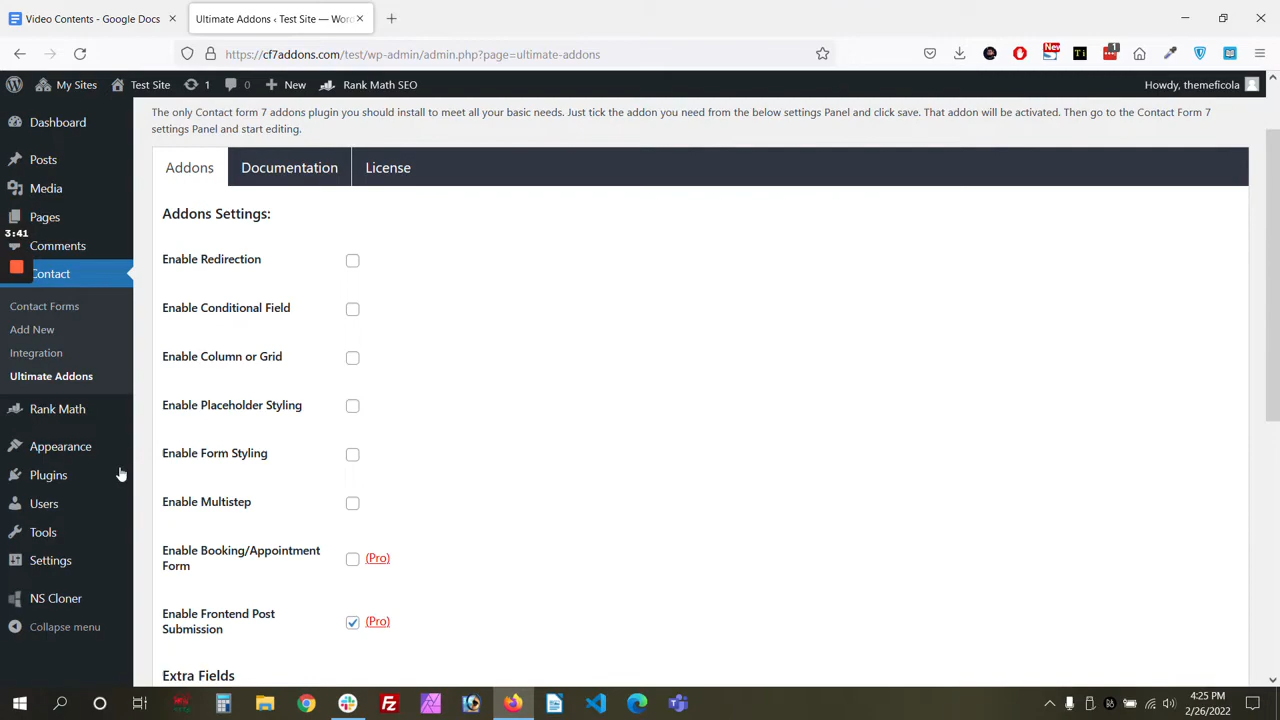 Video Contents - Google Docs
Ultimate Addons ‹ Test Site — Wor
https://cf7addons.com/test/wp-admin/admin.php?page=ultimate-addons
New
Ti
1
My Sites
Test Site
1
0
New
Rank Math SEO
Howdy, themeficola
Dashboard
Posts
Media
Pages
3:41
Comments
Contact
Contact Forms
Add New
Integration
Ultimate Addons
Rank Math
Appearance
Plugins
Users
Tools
Settings
NS Cloner
Collapse menu
The only Contact form 7 addons plugin you should install to meet all your basic needs. Just tick the addon you need from the below settings Panel and click save. That addon will be activated. Then go to the Contact Form 7
settings Panel and start editing.
Addons
Documentation
License
Addons Settings:
Enable Redirection
Enable Conditional Field
Enable Column or Grid
Enable Placeholder Styling
Enable Form Styling
Enable Multistep
Enable Booking/Appointment
Form
(Pro)
Enable Frontend Post
Submission
(Pro)
Extra Fields
4:25 PM
2/26/2022